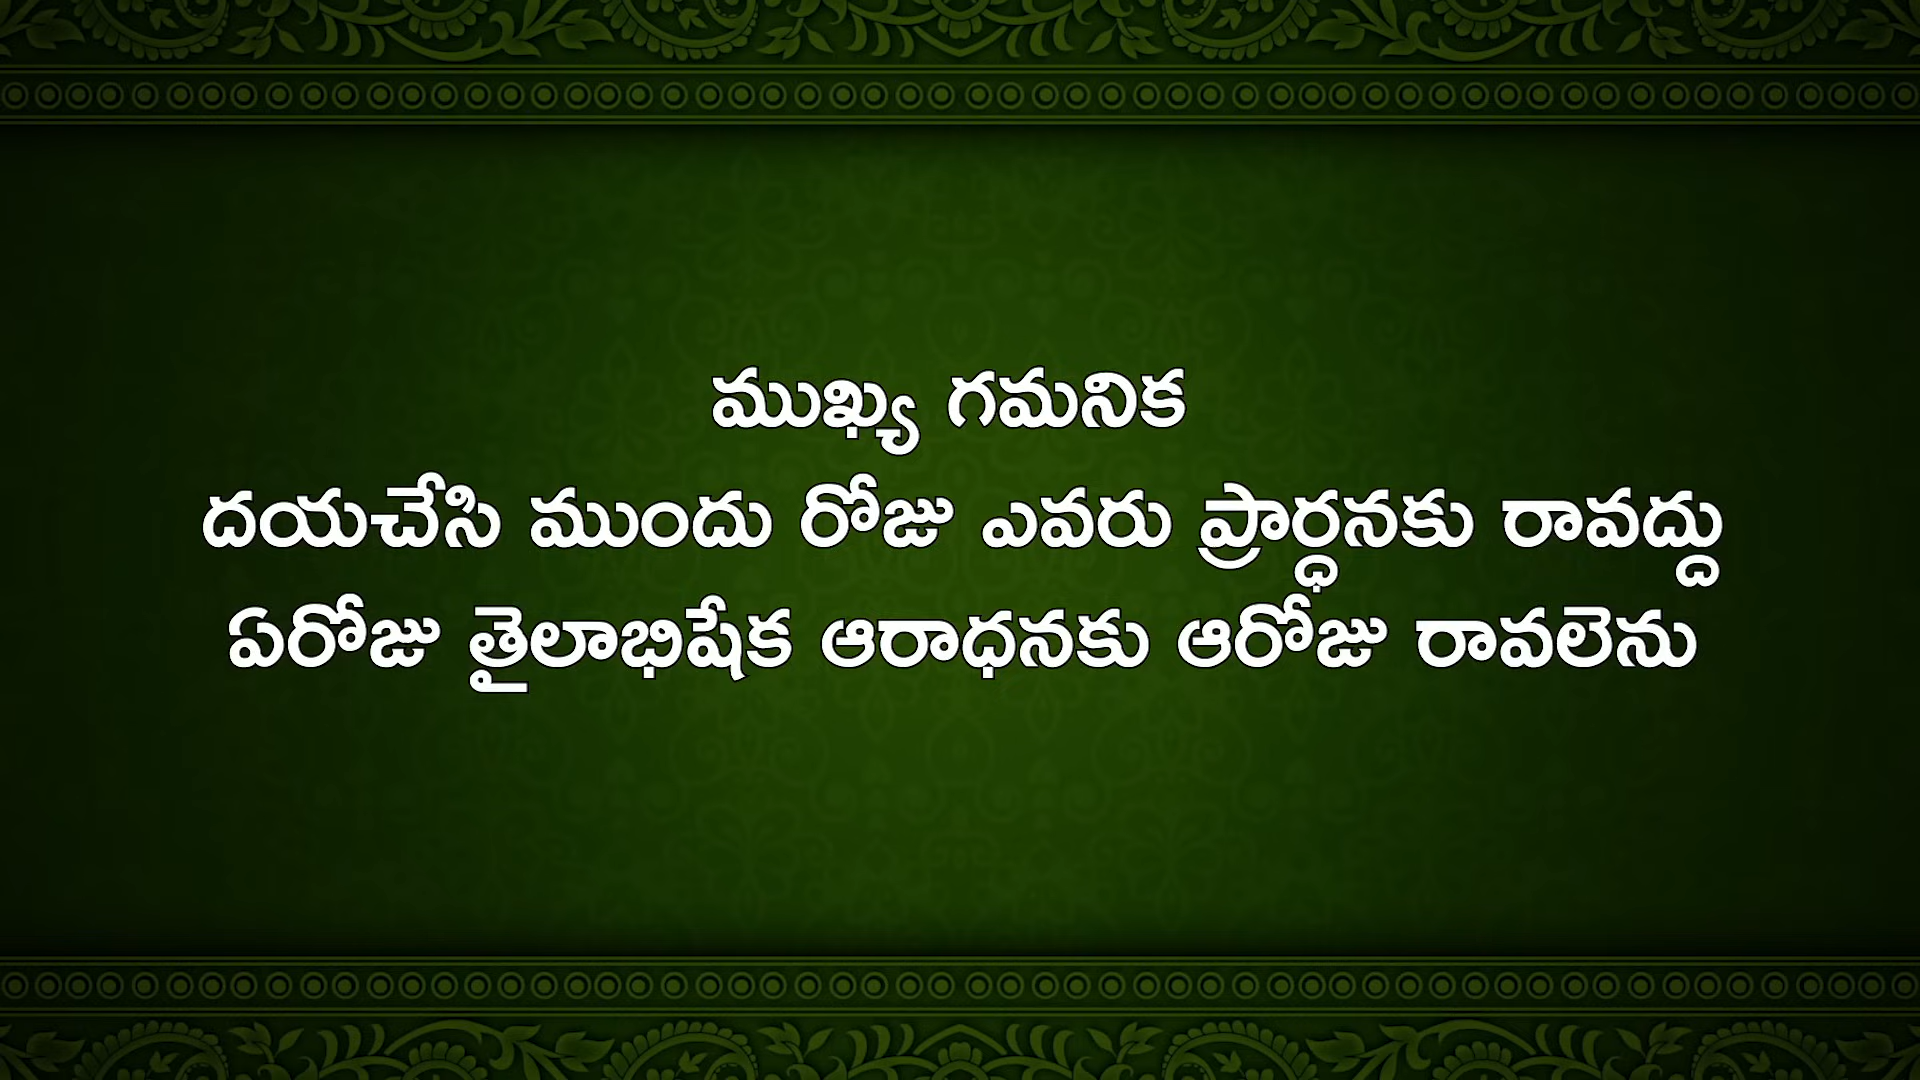 ముఖ్య గమనిక
దయచేసి ముందు రోజు ఎవరు ప్రార్ధనకు రావద్దు
ఏరోజు తైలాభిషేక ఆరాధనకు ఆరోజు రావలెను